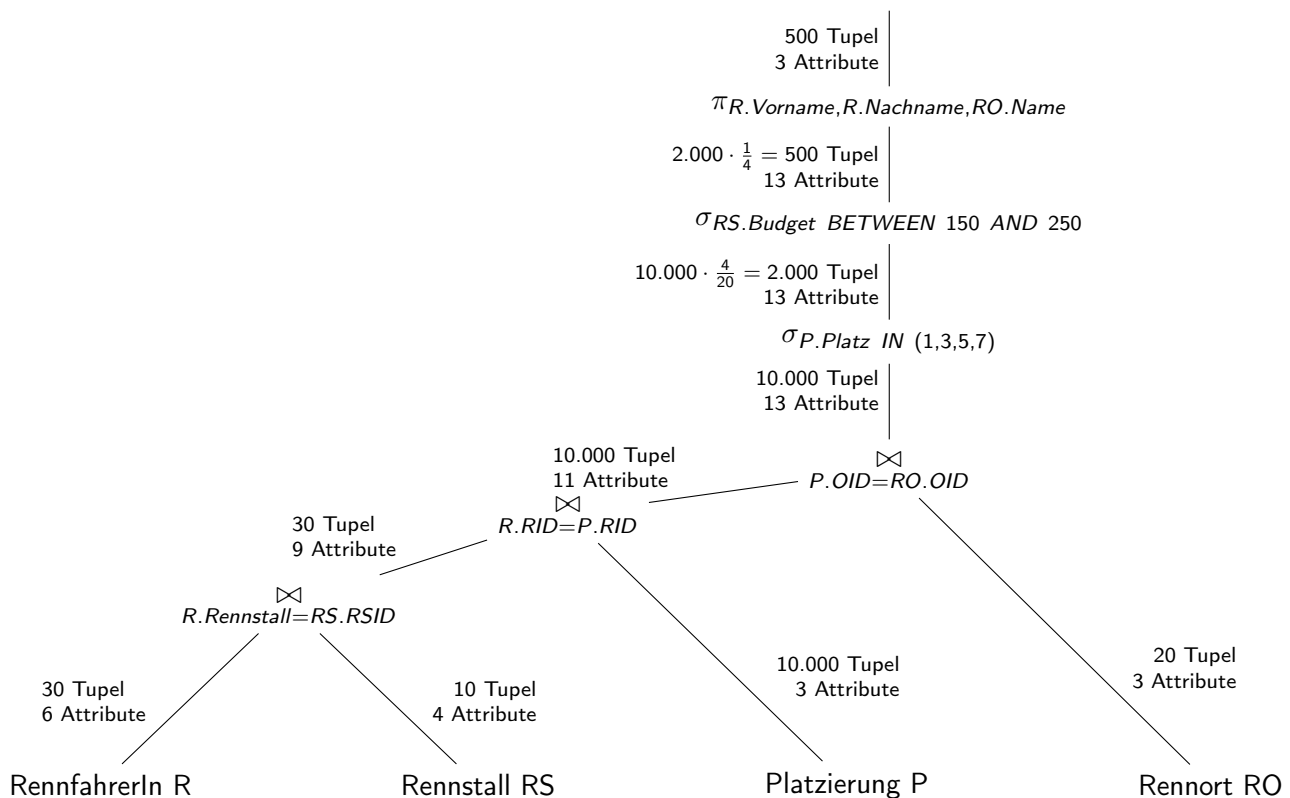 500 Tupel
3 Attribute
πR.Vorname,R.Nachname,RO.Name
2.000 · 1/4 = 500 Tupel
13 Attribute
σRS.Budget BETWEEN 150 AND 250
10.000 · 4/20 = 2.000 Tupel
13 Attribute
σP.Platz IN (1,3,5,7)
10.000 Tupel
13 Attribute
⋈
P.OID=RO.OID
10.000 Tupel
11 Attribute
⋈
R.RID=P.RID
30 Tupel
9 Attribute
⋈
R.Rennstall=RS.RSID
30 Tupel
6 Attribute
10 Tupel
4 Attribute
10.000 Tupel
3 Attribute
20 Tupel
3 Attribute
RennfahrerIn R
Rennstall RS
Platzierung P
Rennort RO